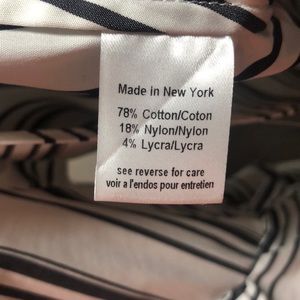 Made in New York
78% Cotton/Coton
18% Nylon/Nylon
4% Lycra/Lycra
see reverse for care
voir a l'endos pour entretien